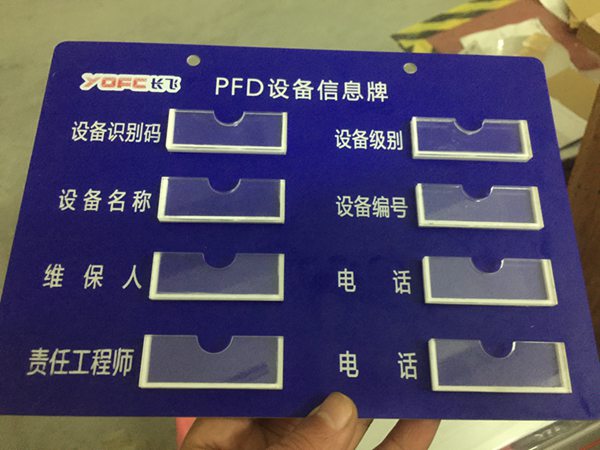 YOFC长飞 PFD设备信息牌
设备识别码 设备级别
设备名称 设备编号
维保人 电话
责任工程师 电话